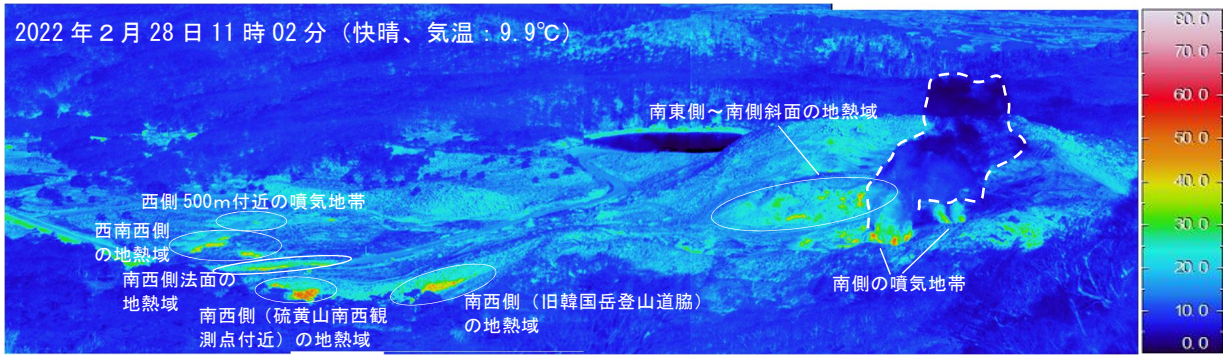 2022年2月28日11時02分（快晴、気温：9.9℃）
南東側～南側斜面の地熱域
西側500m付近の噴気地帯
西南西側
の地熱域
南西側法面の
地熱域
南西側（硫黄山南西観
測点付近）の地熱域
南西側（旧韓国岳登山道脇）
の地熱域
南側の噴気地帯
80.0
70.0
60.0
50.0
40.0
30.0
20.0
10.0
0.0